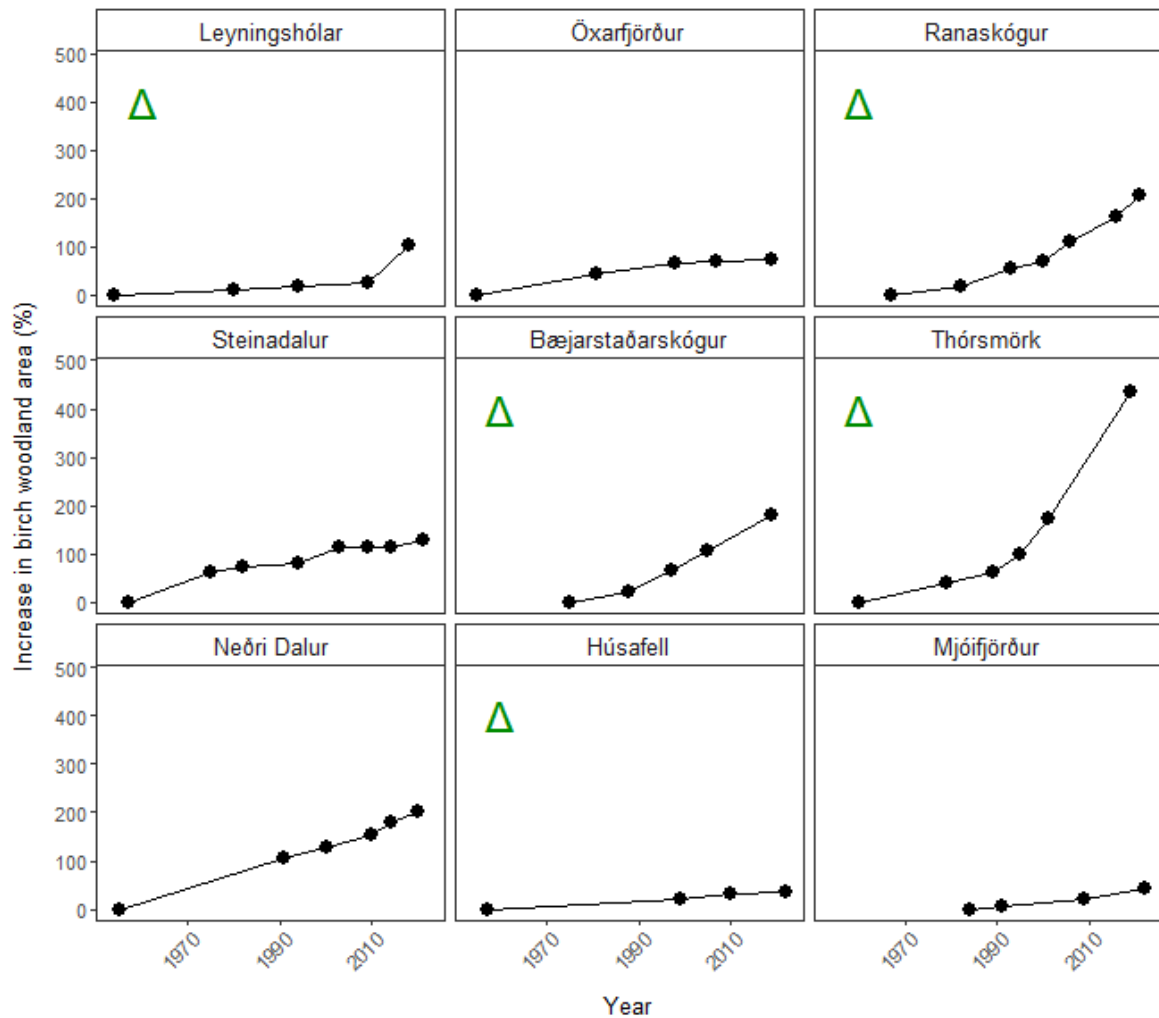 Leyningshólar
Öxarfjörður
Ranaskógur
500
400
300
200
100
0
Δ
Δ
Steinadalur
Bæjarstaðarskógur
Thórsmörk
500
400
300
200
100
0
Δ
Δ
Neðri Dalur
Húsafell
Mjóifjörður
500
400
300
200
100
0
Δ
1970
1990
2010
1970
1990
2010
1970
1990
2010
Increase in birch woodland area (%)
Year